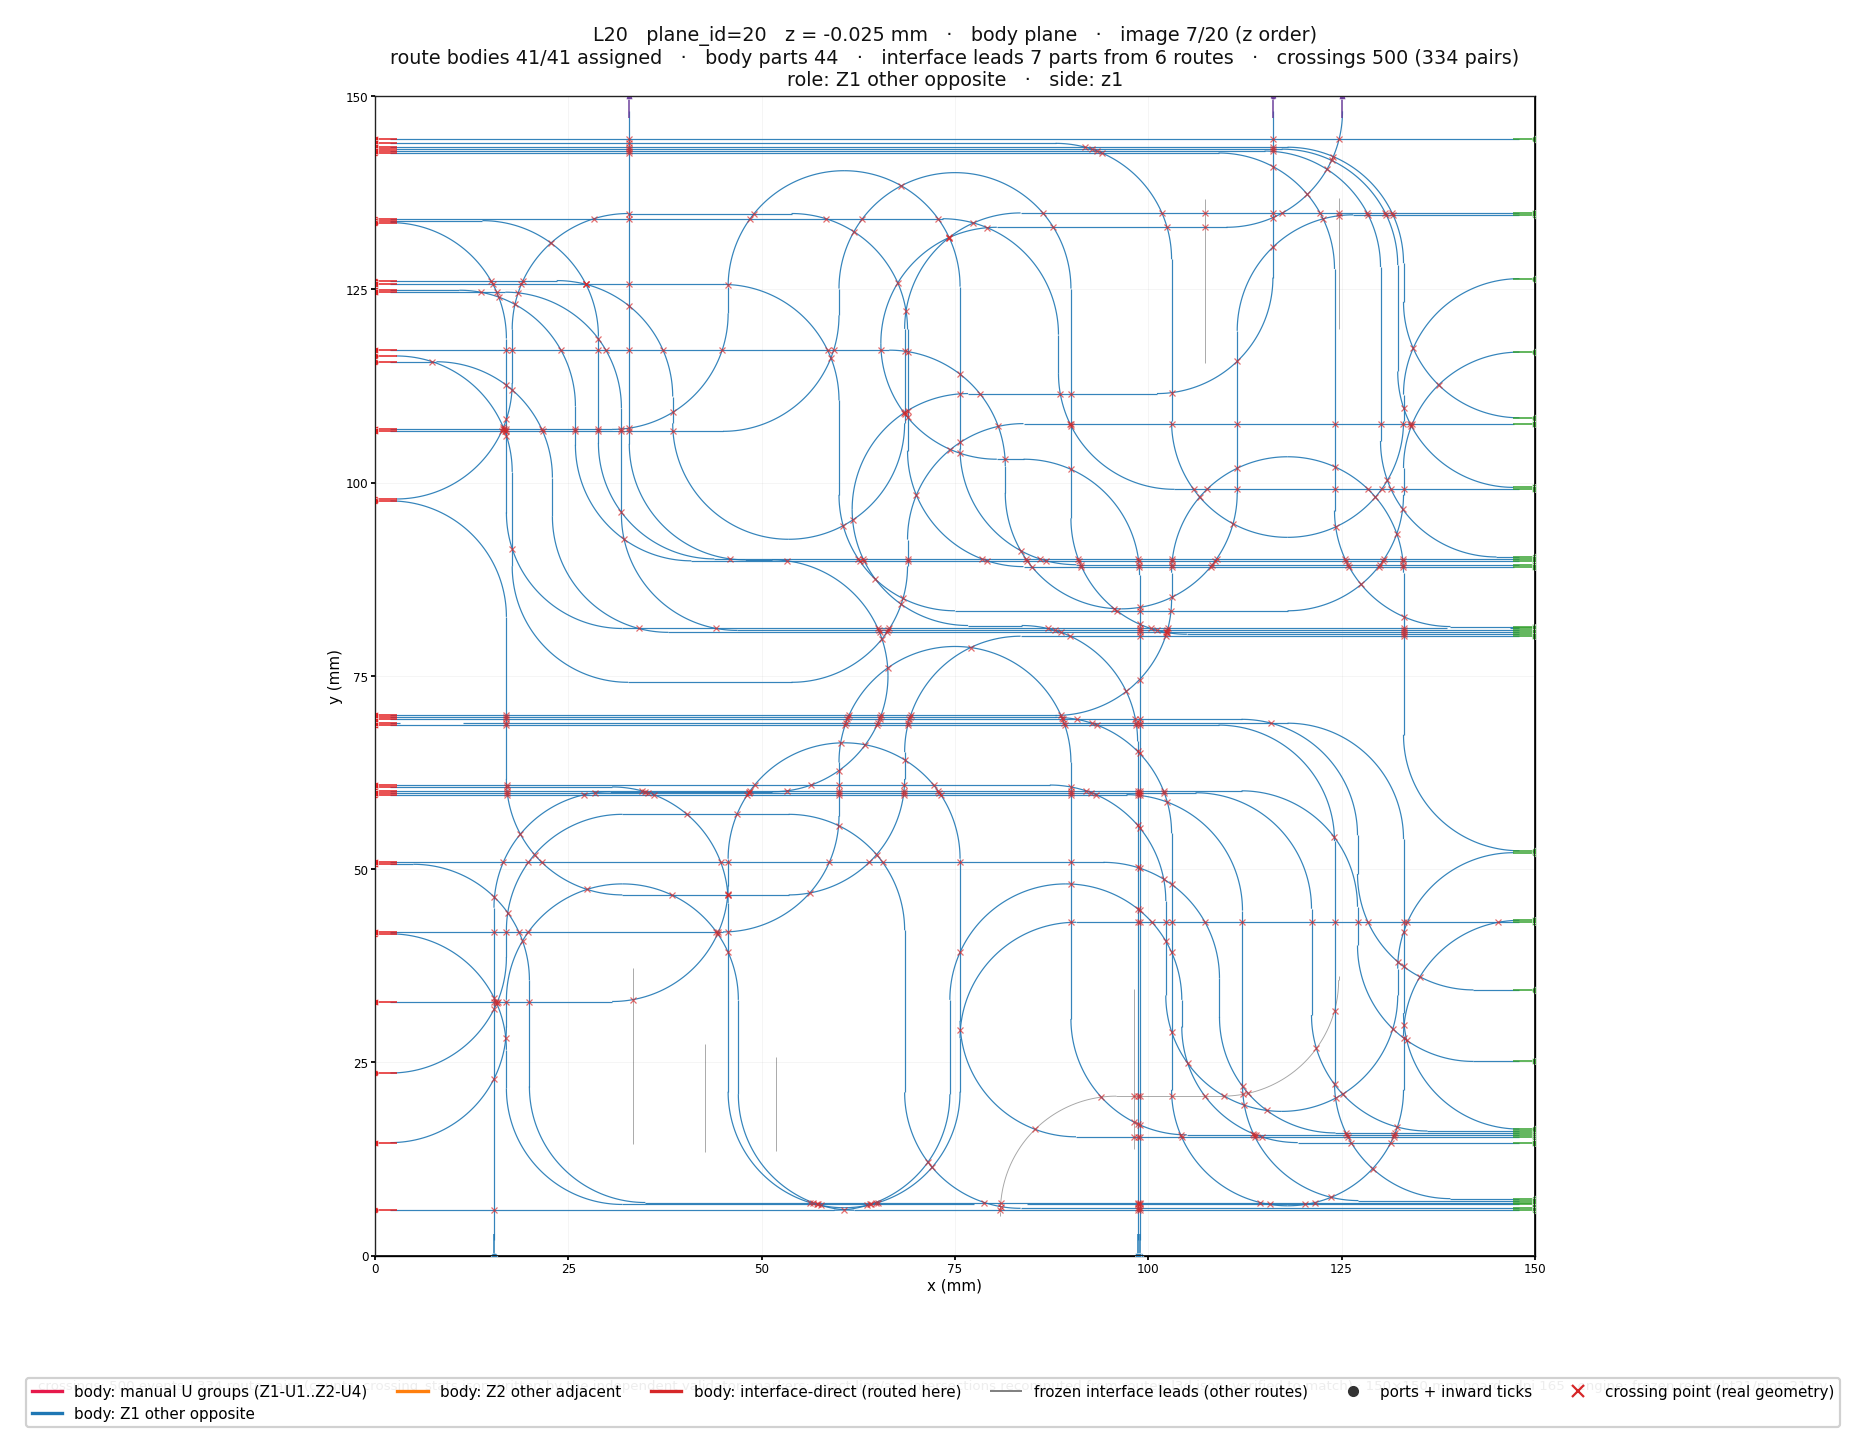 L20   plane_id=20   z = -0.025 mm   ·   body plane   ·   image 7/20 (z order)
route bodies 41/41 assigned   ·   body parts 44   ·   interface leads 7 parts from 6 routes   ·   crossings 500 (334 pairs)
role: Z1 other opposite   ·   side: z1
150
125
100
75
50
25
0
y (mm)
0 25 50 75 100 125 150
x (mm)
body: manual U groups (Z1-U1..Z2-U4)
body: Z1 other opposite
body: Z2 other adjacent
body: interface-direct (routed here)
frozen interface leads (other routes)
ports + inward ticks
crossing point (real geometry)